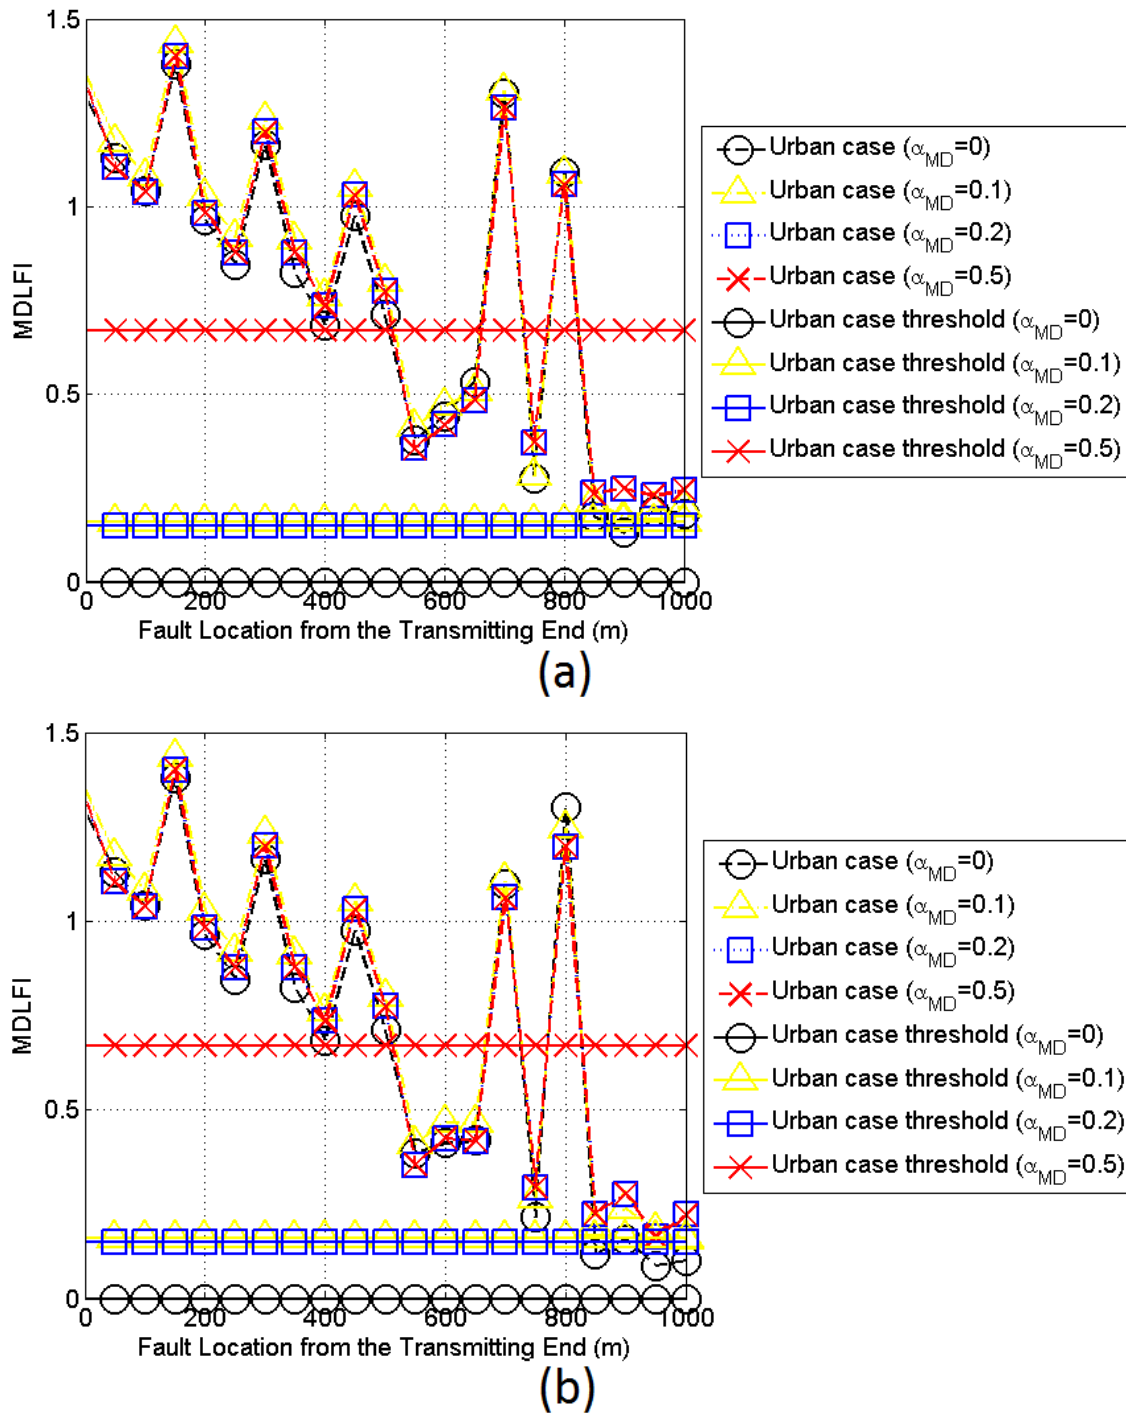 1.5
1
0.5
0
MDLFI
0 200 400 600 800 1000
Fault Location from the Transmitting End (m)
Urban case (αMD=0)
Urban case (αMD=0.1)
Urban case (αMD=0.2)
Urban case (αMD=0.5)
Urban case threshold (αMD=0)
Urban case threshold (αMD=0.1)
Urban case threshold (αMD=0.2)
Urban case threshold (αMD=0.5)
(a)
1.5
1
0.5
0
MDLFI
0 200 400 600 800 1000
Fault Location from the Transmitting End (m)
Urban case (αMD=0)
Urban case (αMD=0.1)
Urban case (αMD=0.2)
Urban case (αMD=0.5)
Urban case threshold (αMD=0)
Urban case threshold (αMD=0.1)
Urban case threshold (αMD=0.2)
Urban case threshold (αMD=0.5)
(b)